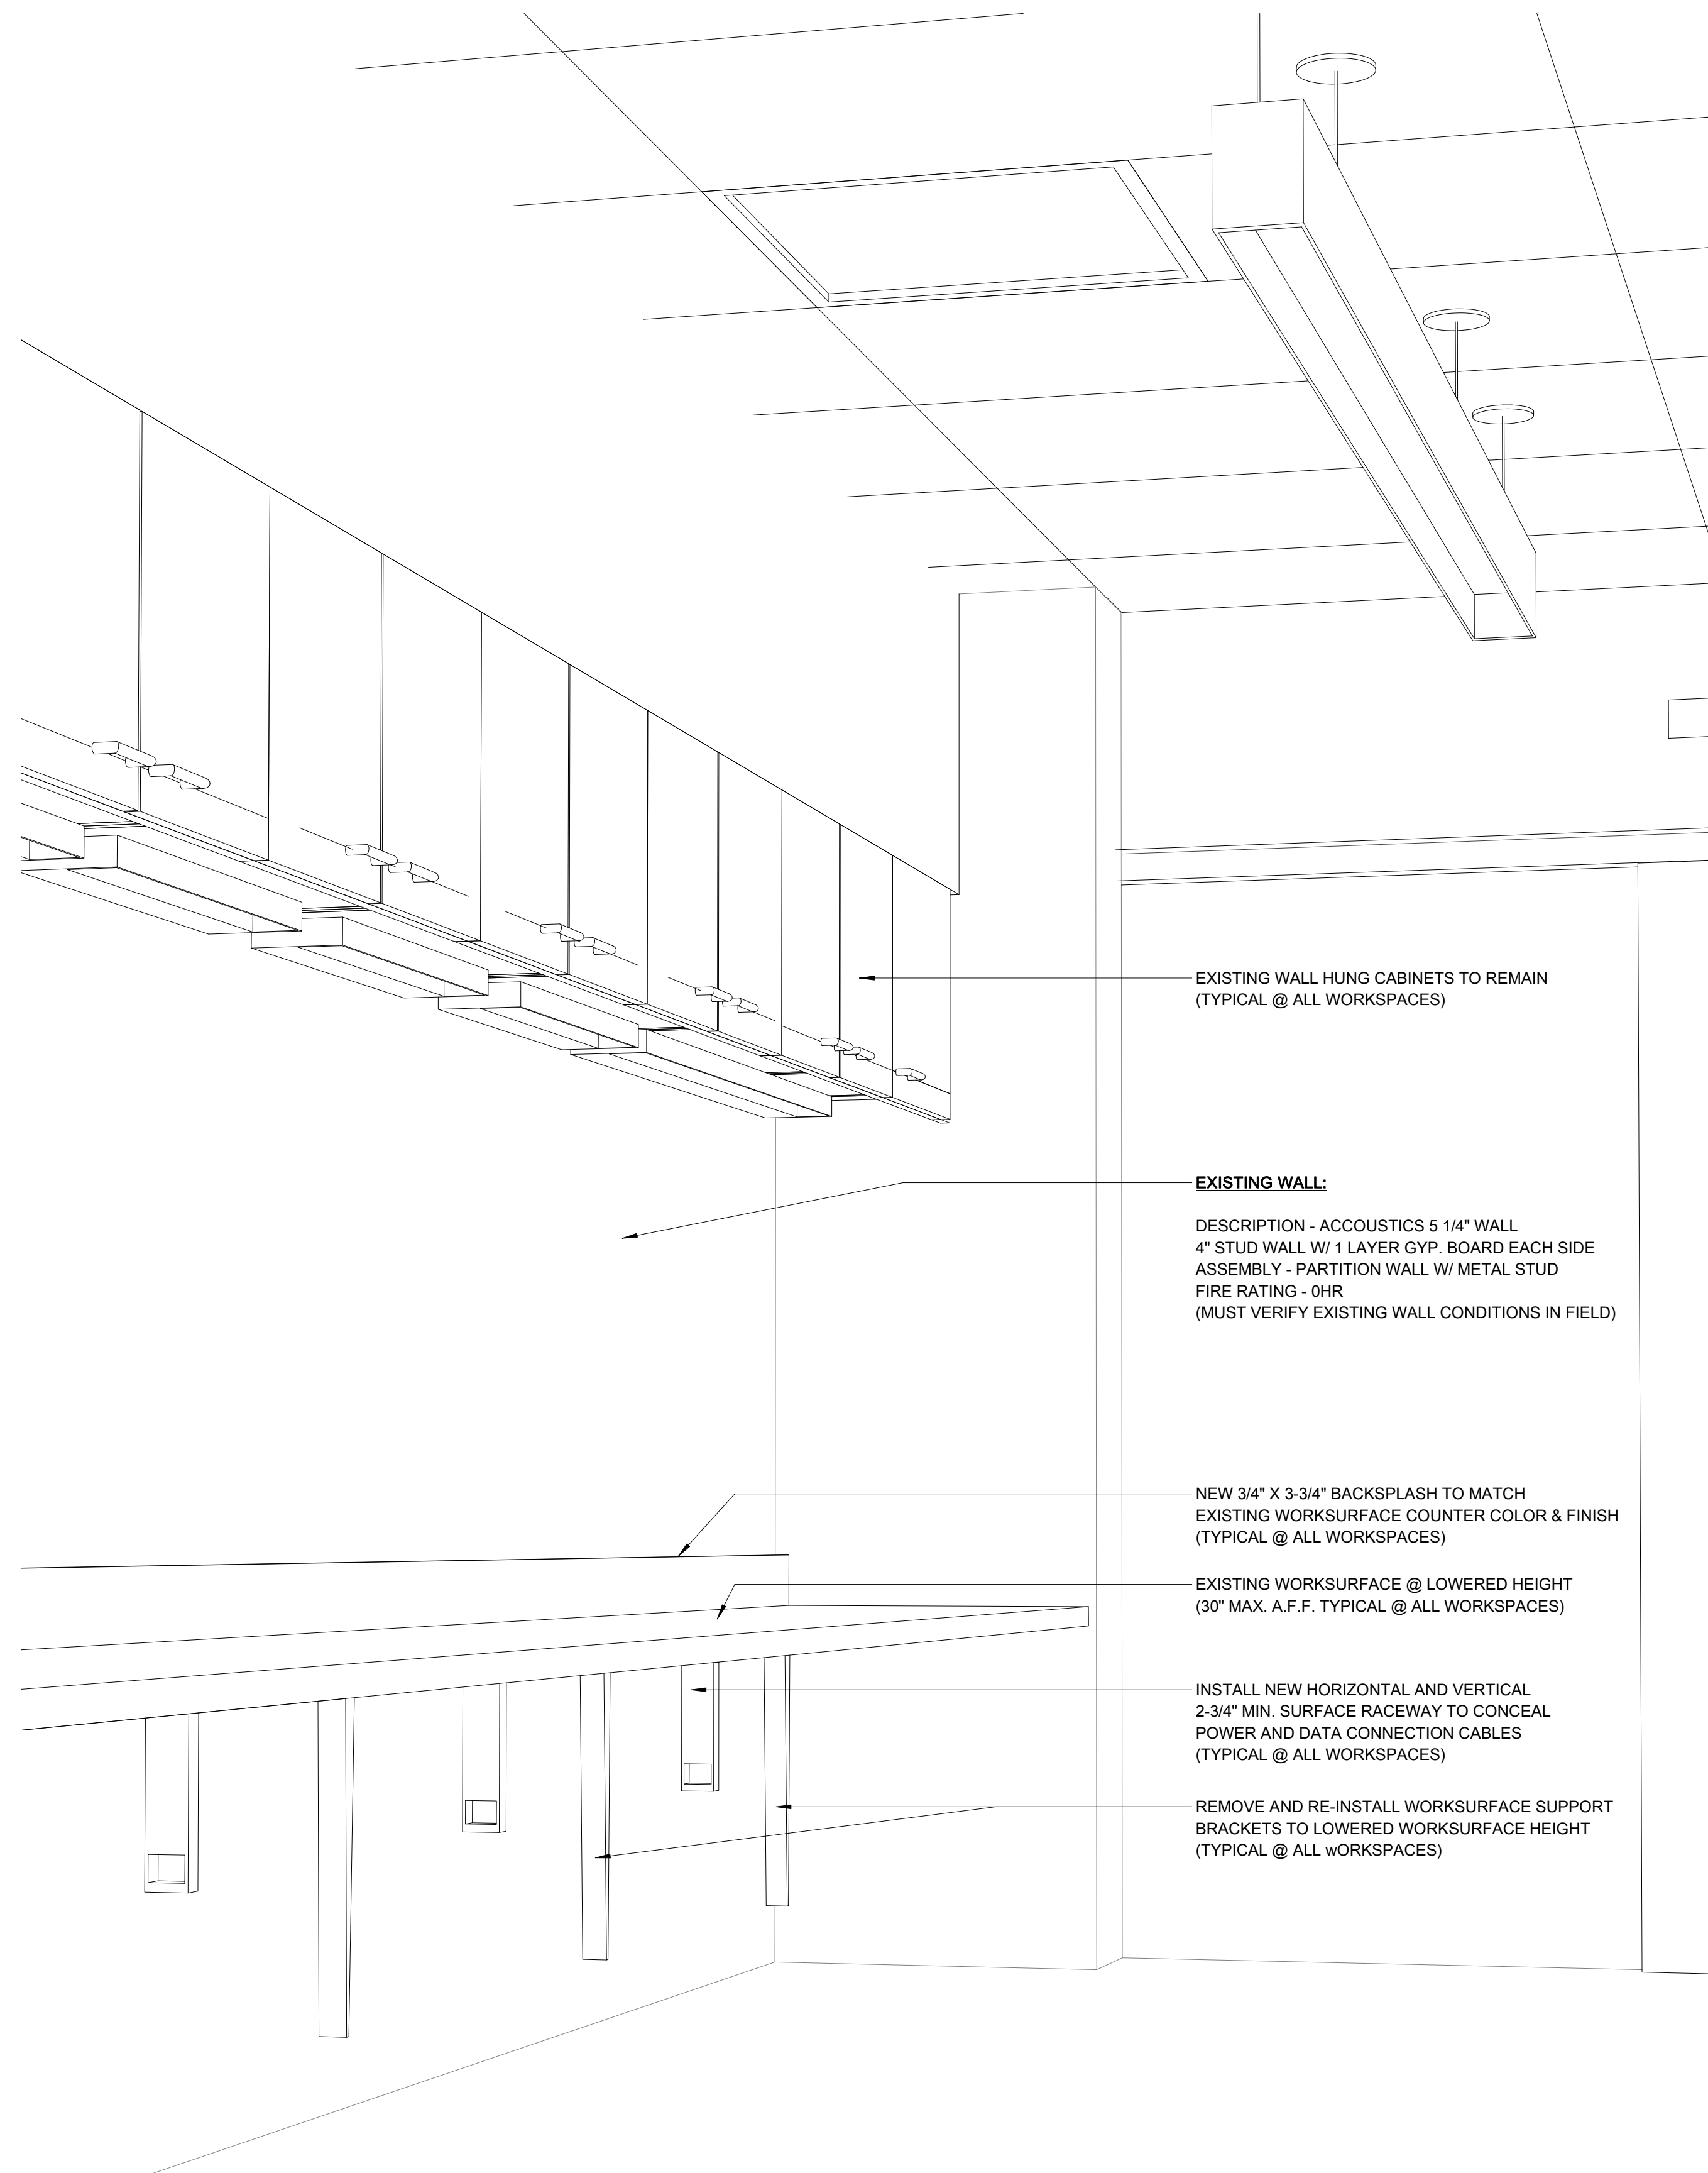 EXISTING WALL HUNG CABINETS TO REMAIN
(TYPICAL @ ALL WORKSPACES)
EXISTING WALL:
DESCRIPTION - ACCOUSTICS 5 1/4" WALL
4" STUD WALL W/ 1 LAYER GYP. BOARD EACH SIDE
ASSEMBLY - PARTITION WALL W/ METAL STUD
FIRE RATING - 0HR
(MUST VERIFY EXISTING WALL CONDITIONS IN FIELD)
NEW 3/4" X 3-3/4" BACKSPLASH TO MATCH
EXISTING WORKSURFACE COUNTER COLOR & FINISH
(TYPICAL @ ALL WORKSPACES)
EXISTING WORKSURFACE @ LOWERED HEIGHT
(30" MAX. A.F.F. TYPICAL @ ALL WORKSPACES)
INSTALL NEW HORIZONTAL AND VERTICAL
2-3/4" MIN. SURFACE RACEWAY TO CONCEAL
POWER AND DATA CONNECTION CABLES
(TYPICAL @ ALL WORKSPACES)
REMOVE AND RE-INSTALL WORKSURFACE SUPPORT
BRACKETS TO LOWERED WORKSURFACE HEIGHT
(TYPICAL @ ALL wORKSPACES)